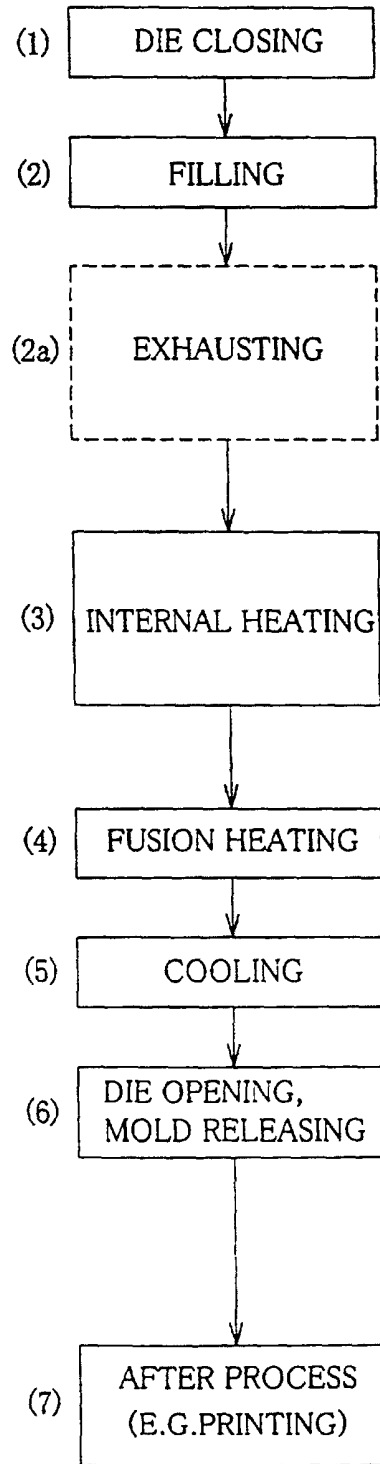 (1) DIE CLOSING
(2) FILLING
(2a) EXHAUSTING
(3) INTERNAL HEATING
(4) FUSION HEATING
(5) COOLING
(6) DIE OPENING,
MOLD RELEASING
(7) AFTER PROCESS
(E.G.PRINTING)